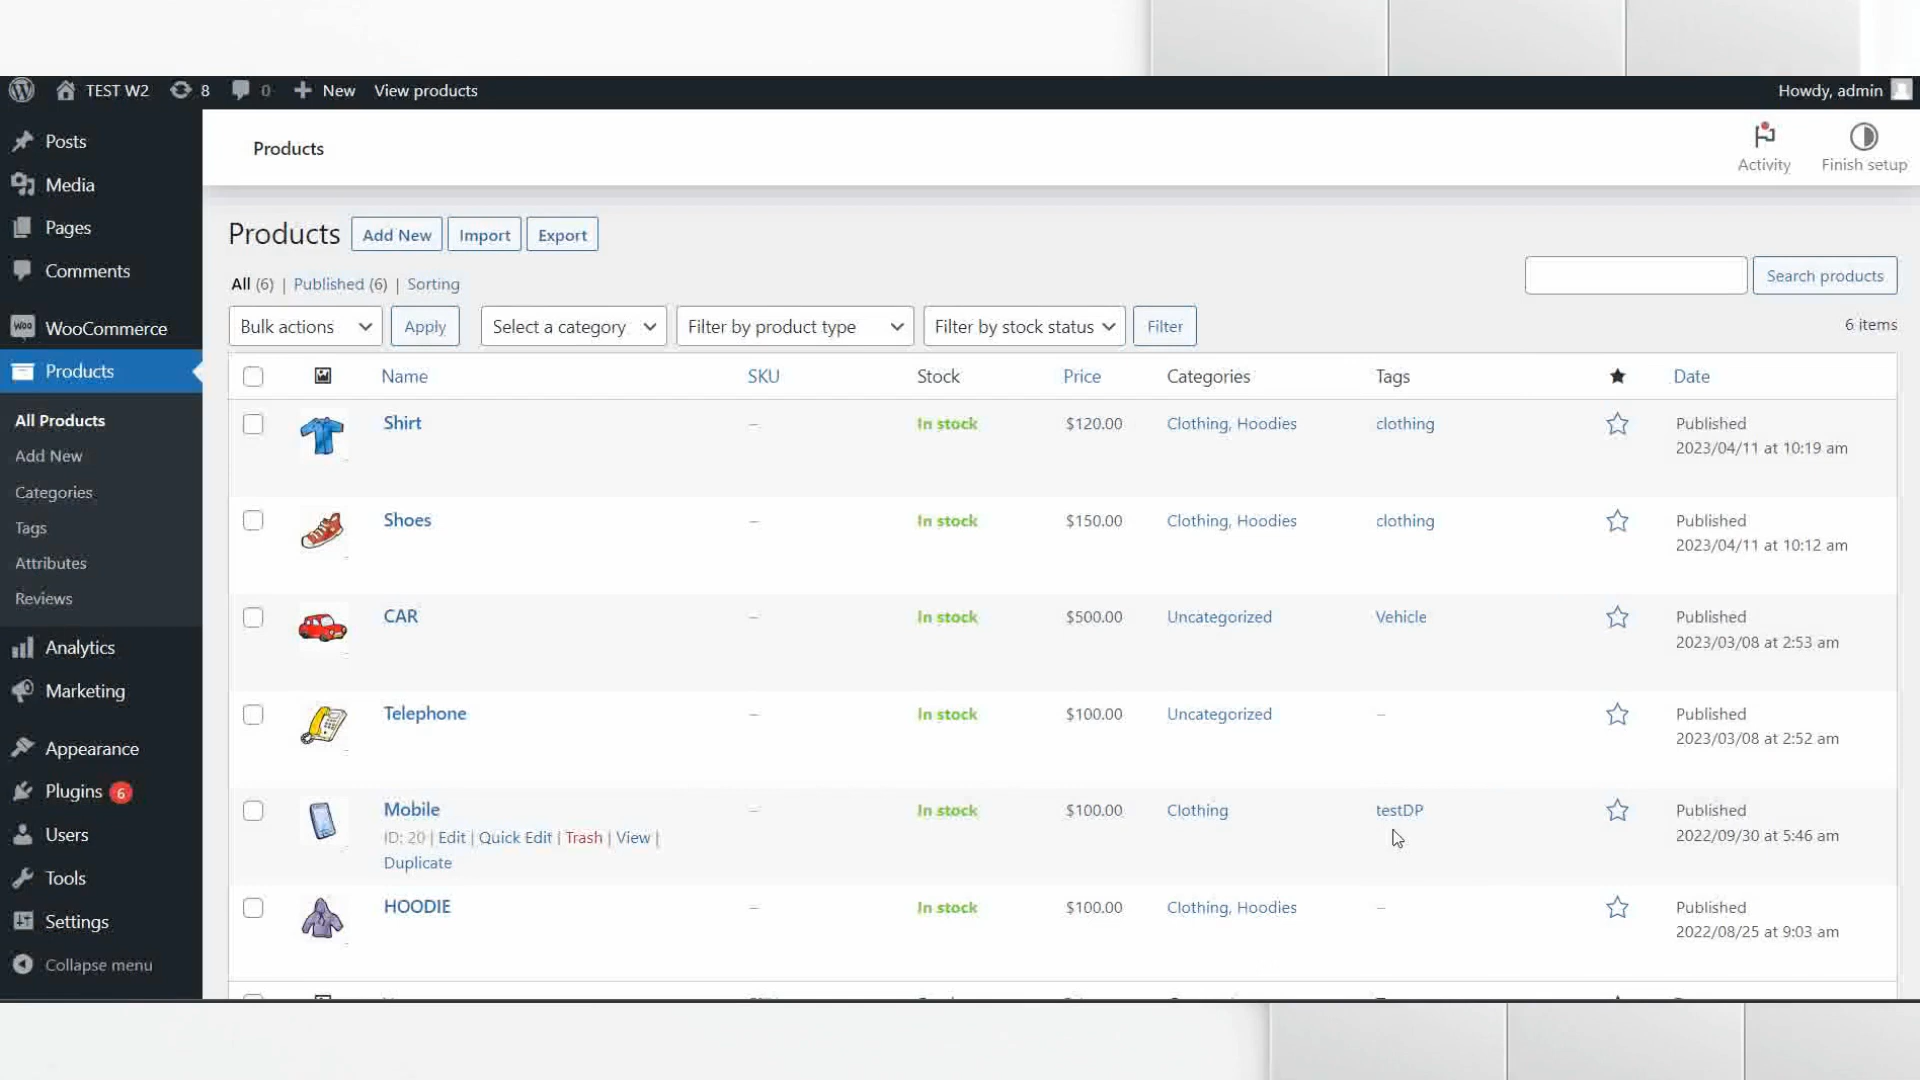 TEST W2 8 0 New View products Howdy, admin
Posts
Media
Pages
Comments
WooCommerce
Products
All Products
Add New
Categories
Tags
Attributes
Reviews
Analytics
Marketing
Appearance
Plugins 6
Users
Tools
Settings
Collapse menu
Products
Activity
Finish setup
Products Add New Import Export
All (6) | Published (6) | Sorting
Search products
Bulk actions Apply Select a category Filter by product type Filter by stock status Filter
6 items
Name SKU Stock Price Categories Tags Date
Shirt – In stock $120.00 Clothing, Hoodies clothing Published
2023/04/11 at 10:19 am
Shoes – In stock $150.00 Clothing, Hoodies clothing Published
2023/04/11 at 10:12 am
CAR – In stock $500.00 Uncategorized Vehicle Published
2023/03/08 at 2:53 am
Telephone – In stock $100.00 Uncategorized – Published
2023/03/08 at 2:52 am
Mobile – In stock $100.00 Clothing testDP Published
ID: 20 | Edit | Quick Edit | Trash | View | 2022/09/30 at 5:46 am
Duplicate
HOODIE – In stock $100.00 Clothing, Hoodies – Published
2022/08/25 at 9:03 am